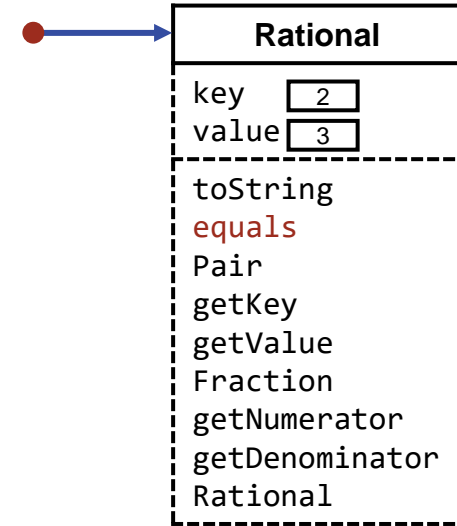 Rational
key 2
value 3
toString
equals
Pair
getKey
getValue
Fraction
getNumerator
getDenominator
Rational